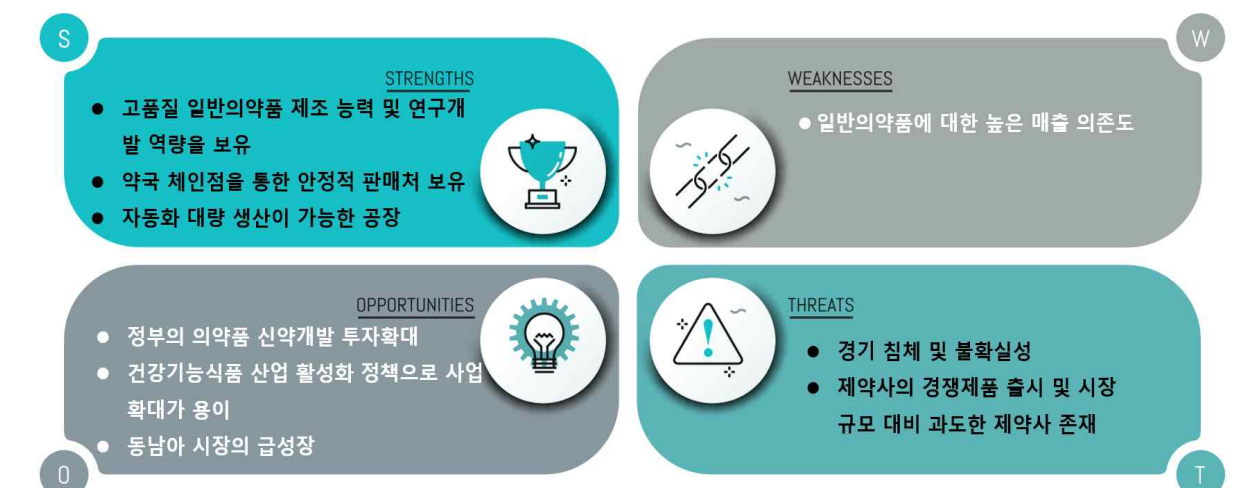 S
STRENGTHS
● 고품질 일반의약품 제조 능력 및 연구개
발 역량을 보유
● 약국 체인점을 통한 안정적 판매처 보유
● 자동화 대량 생산이 가능한 공장
W
WEAKNESSES
● 일반의약품에 대한 높은 매출 의존도
OPPORTUNITIES
● 정부의 의약품 신약개발 투자확대
● 건강기능식품 산업 활성화 정책으로 사업
확대가 용이
● 동남아 시장의 급성장
O
THREATS
● 경기 침체 및 불확실성
● 제약사의 경쟁제품 출시 및 시장
규모 대비 과도한 제약사 존재
T